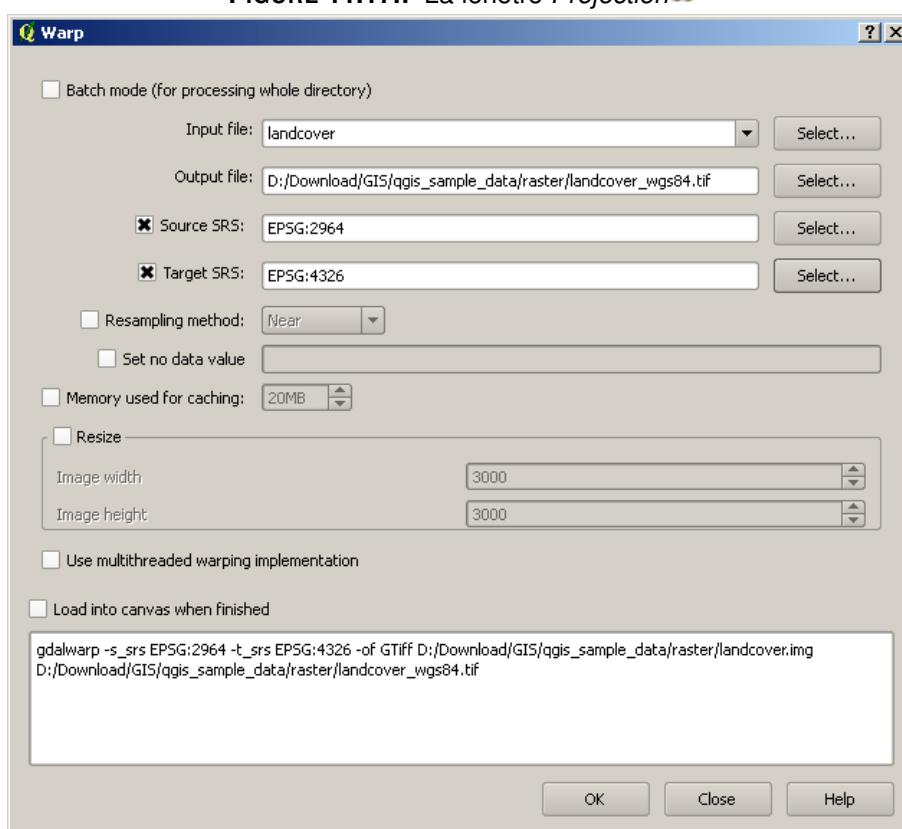 La fenêtre Projection
Warp
Batch mode (for processing whole directory)
Input file: landcover Select...
Output file: D:/Download/GIS/qgis_sample_data/raster/landcover_wgs84.tif Select...
Source SRS: EPSG:2964 Select...
Target SRS: EPSG:4326 Select...
Resampling method: Near
Set no data value
Memory used for caching: 20MB
Resize
Image width 3000
Image height 3000
Use multithreaded warping implementation
Load into canvas when finished
gdalwarp -s_srs EPSG:2964 -t_srs EPSG:4326 -of GTiff D:/Download/GIS/qgis_sample_data/raster/landcover.img
D:/Download/GIS/qgis_sample_data/raster/landcover_wgs84.tif
OK Close Help